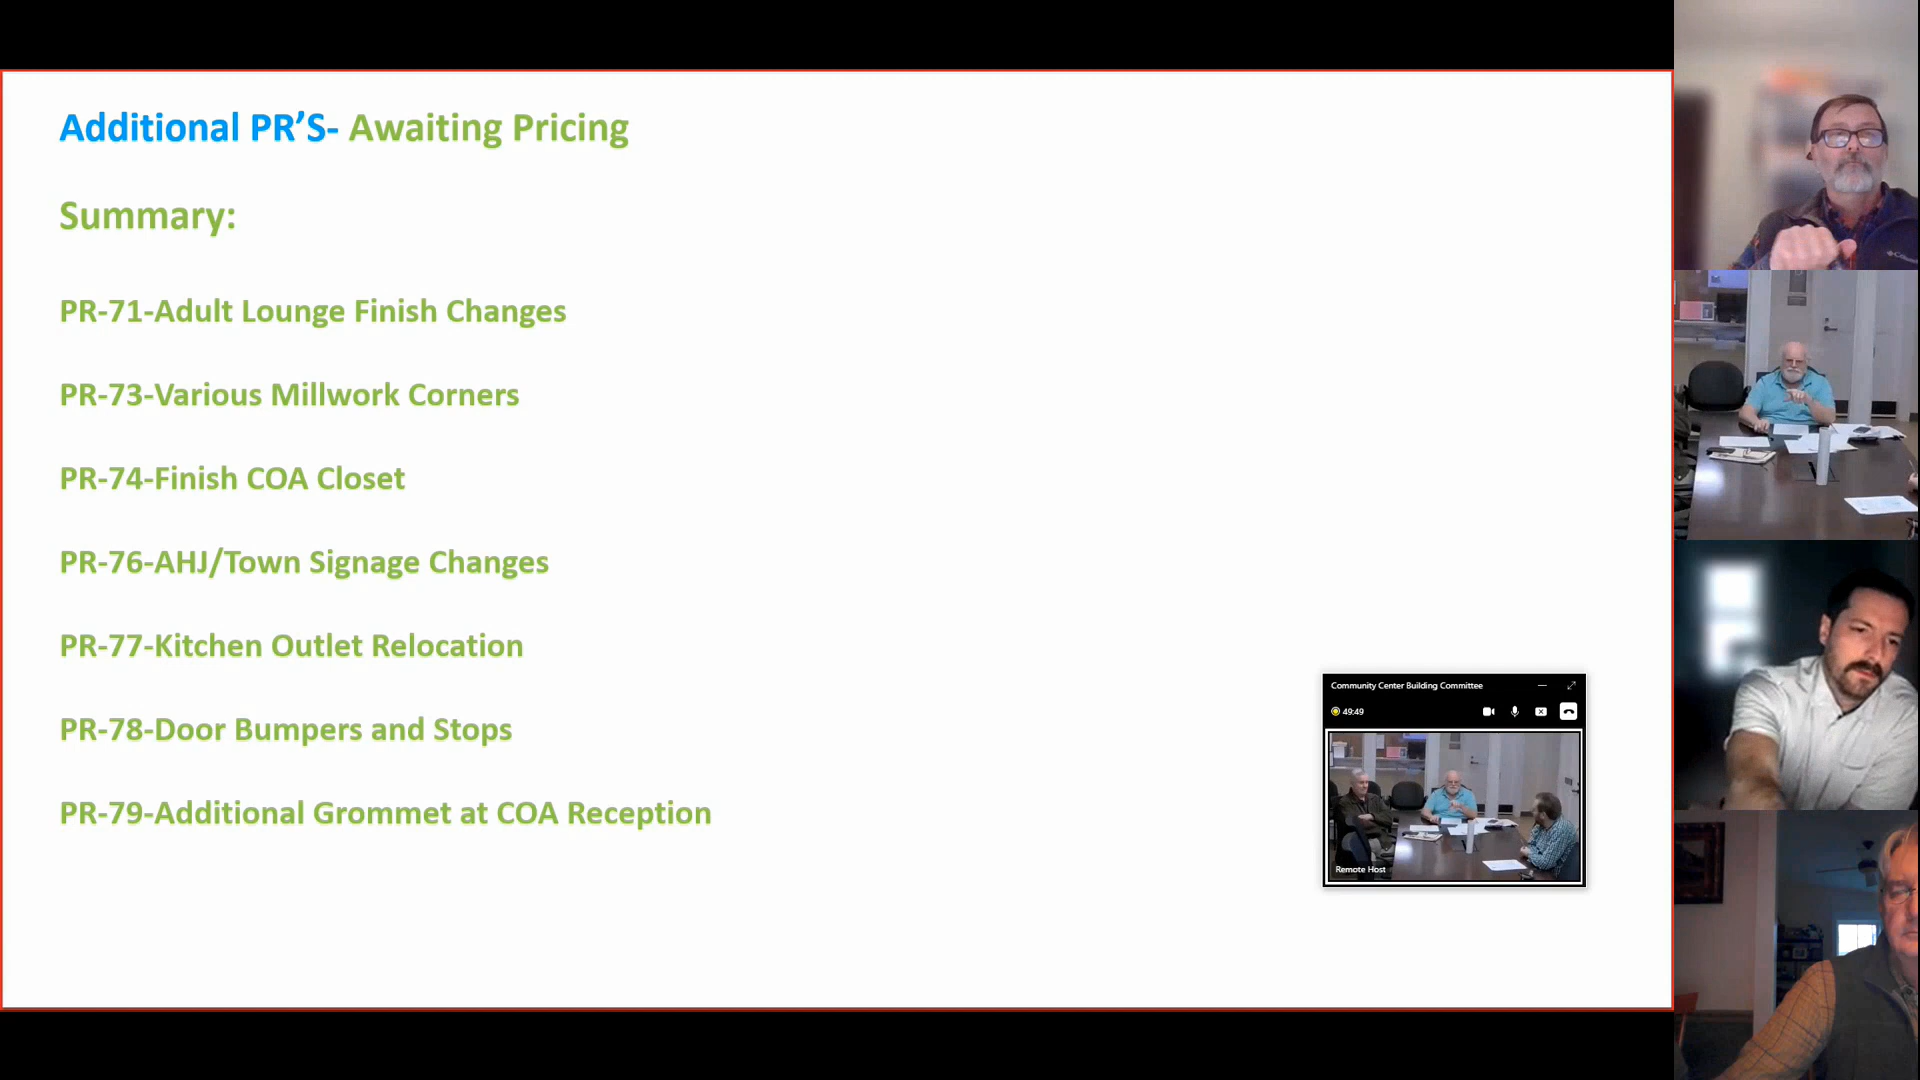 Additional PR’S- Awaiting Pricing
Summary:
PR-71-Adult Lounge Finish Changes
PR-73-Various Millwork Corners
PR-74-Finish COA Closet
PR-76-AHJ/Town Signage Changes
PR-77-Kitchen Outlet Relocation
PR-78-Door Bumpers and Stops
PR-79-Additional Grommet at COA Reception
Community Center Building Committee
49:49
Remote Host